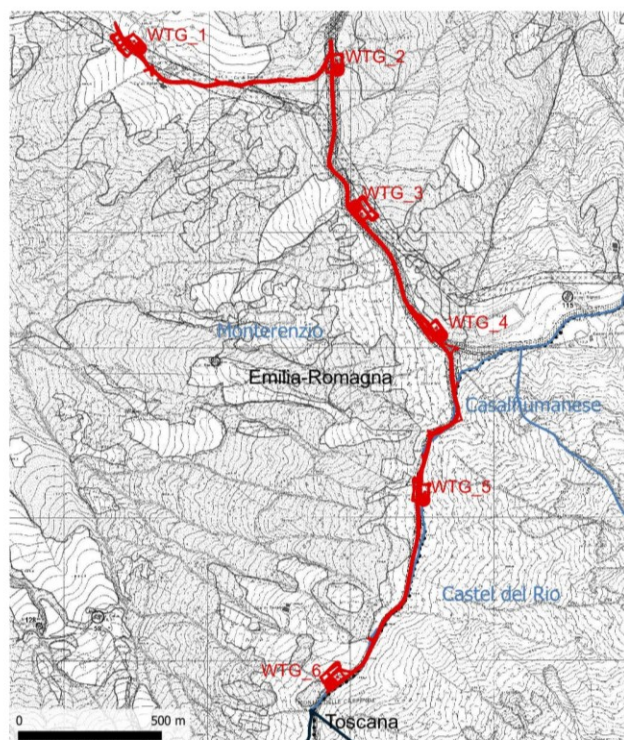 WTG_1
WTG_2
WTG_3
WTG_4
Monterenzio
Emilia-Romagna
Casalfiumanese
WTG_5
Castel del Rio
WTG_6
Toscana
0 500 m